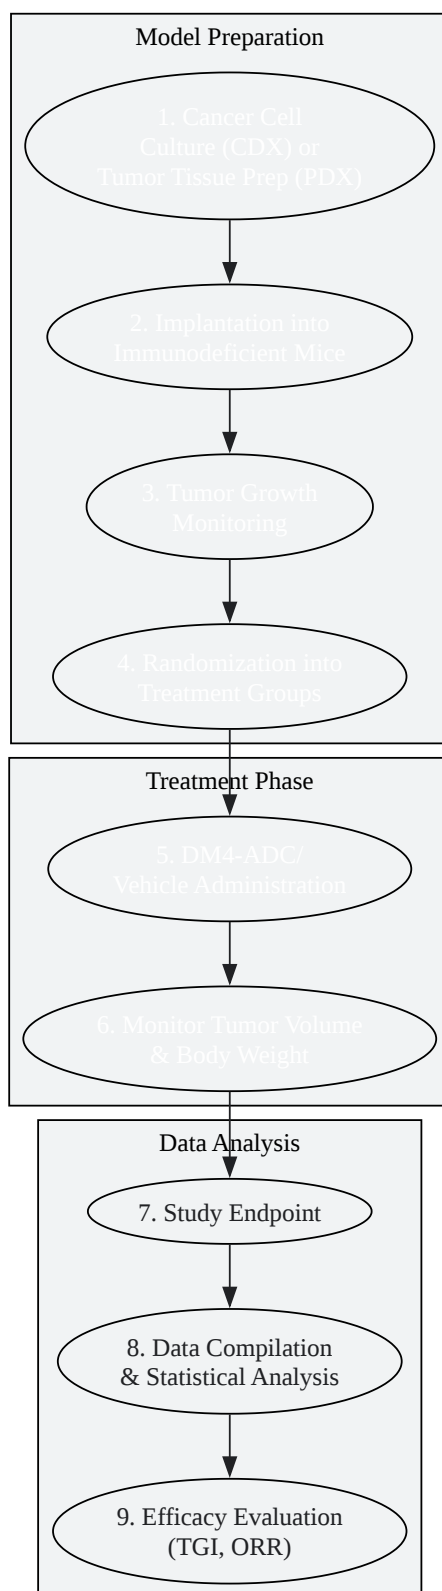 Model Preparation
1. Cancer Cell
Culture (CDX) or
Tumor Tissue Prep (PDX)
2. Implantation into
Immunodeficient Mice
3. Tumor Growth
Monitoring
4. Randomization into
Treatment Groups
Treatment Phase
5. DM4-ADC/
Vehicle Administration
6. Monitor Tumor Volume
& Body Weight
Data Analysis
7. Study Endpoint
8. Data Compilation
& Statistical Analysis
9. Efficacy Evaluation
(TGI, ORR)